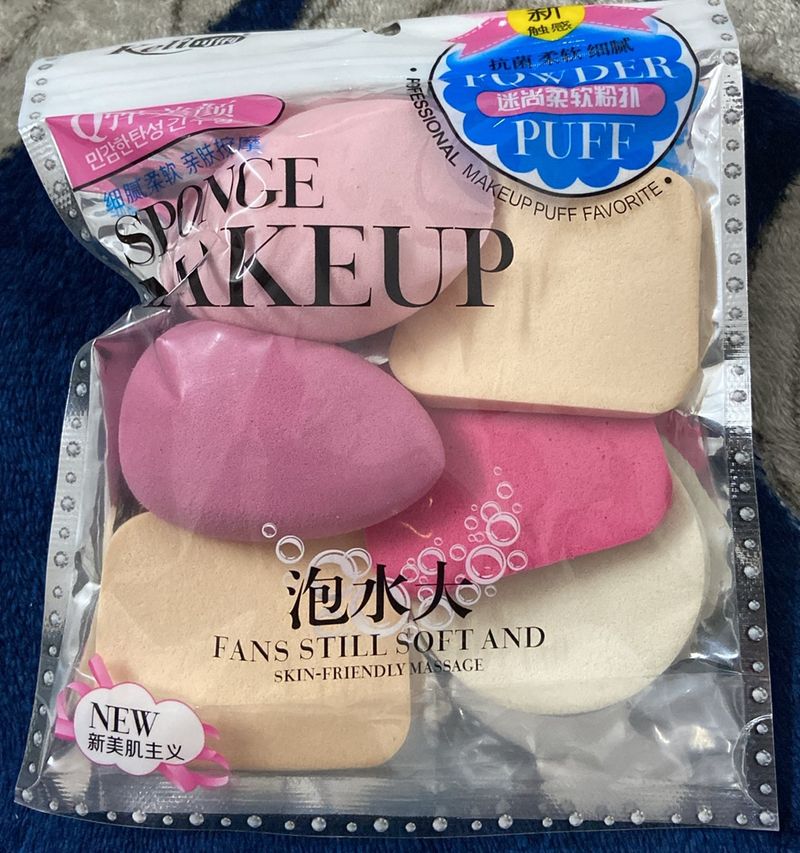 新
触感
抗菌 柔软 细腻
POWDER
迷尚柔软粉扑
PUFF
PROFESSIONAL MAKEUP PUFF FAVORITE
민감한탄성긴
细腻柔软 亲肤按摩
SPONGE
MAKEUP
泡水大
FANS STILL SOFT AND
SKIN-FRIENDLY MASSAGE
NEW
新美肌主义